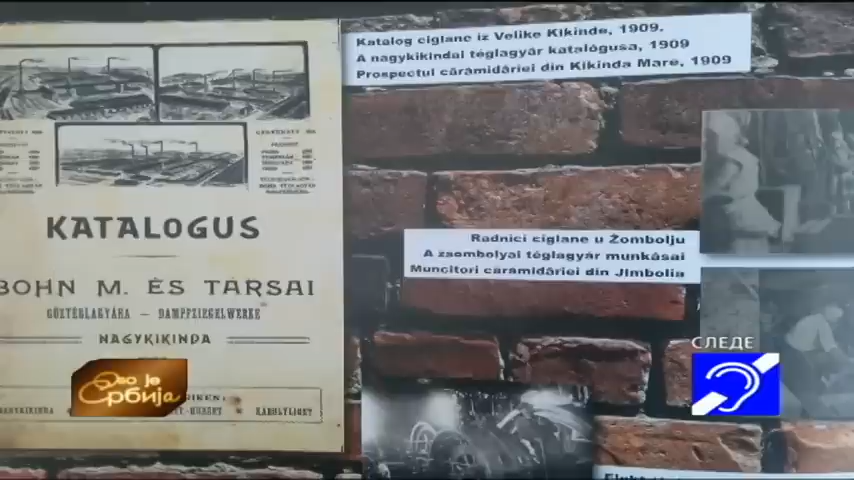 Katalog ciglane iz Velike Kikinde, 1909.
A nagykikindai téglagyár katalógusa, 1909
Prospectul cărămidăriei din Kikinda Mare, 1909
KATALOGUS
BOHN M. ÉS TÁRSAI
GŐZTÉGLAGYÁRA — DAMPFZIEGELWERKE
NAGYKIKINDA
KAROLYLIGET
Radnici ciglane u Žombolju
A zsombolyai téglagyár munkásai
Muncitori cărămidăriei din Jimbolia
СЛЕДЕ
Ово је
Србија